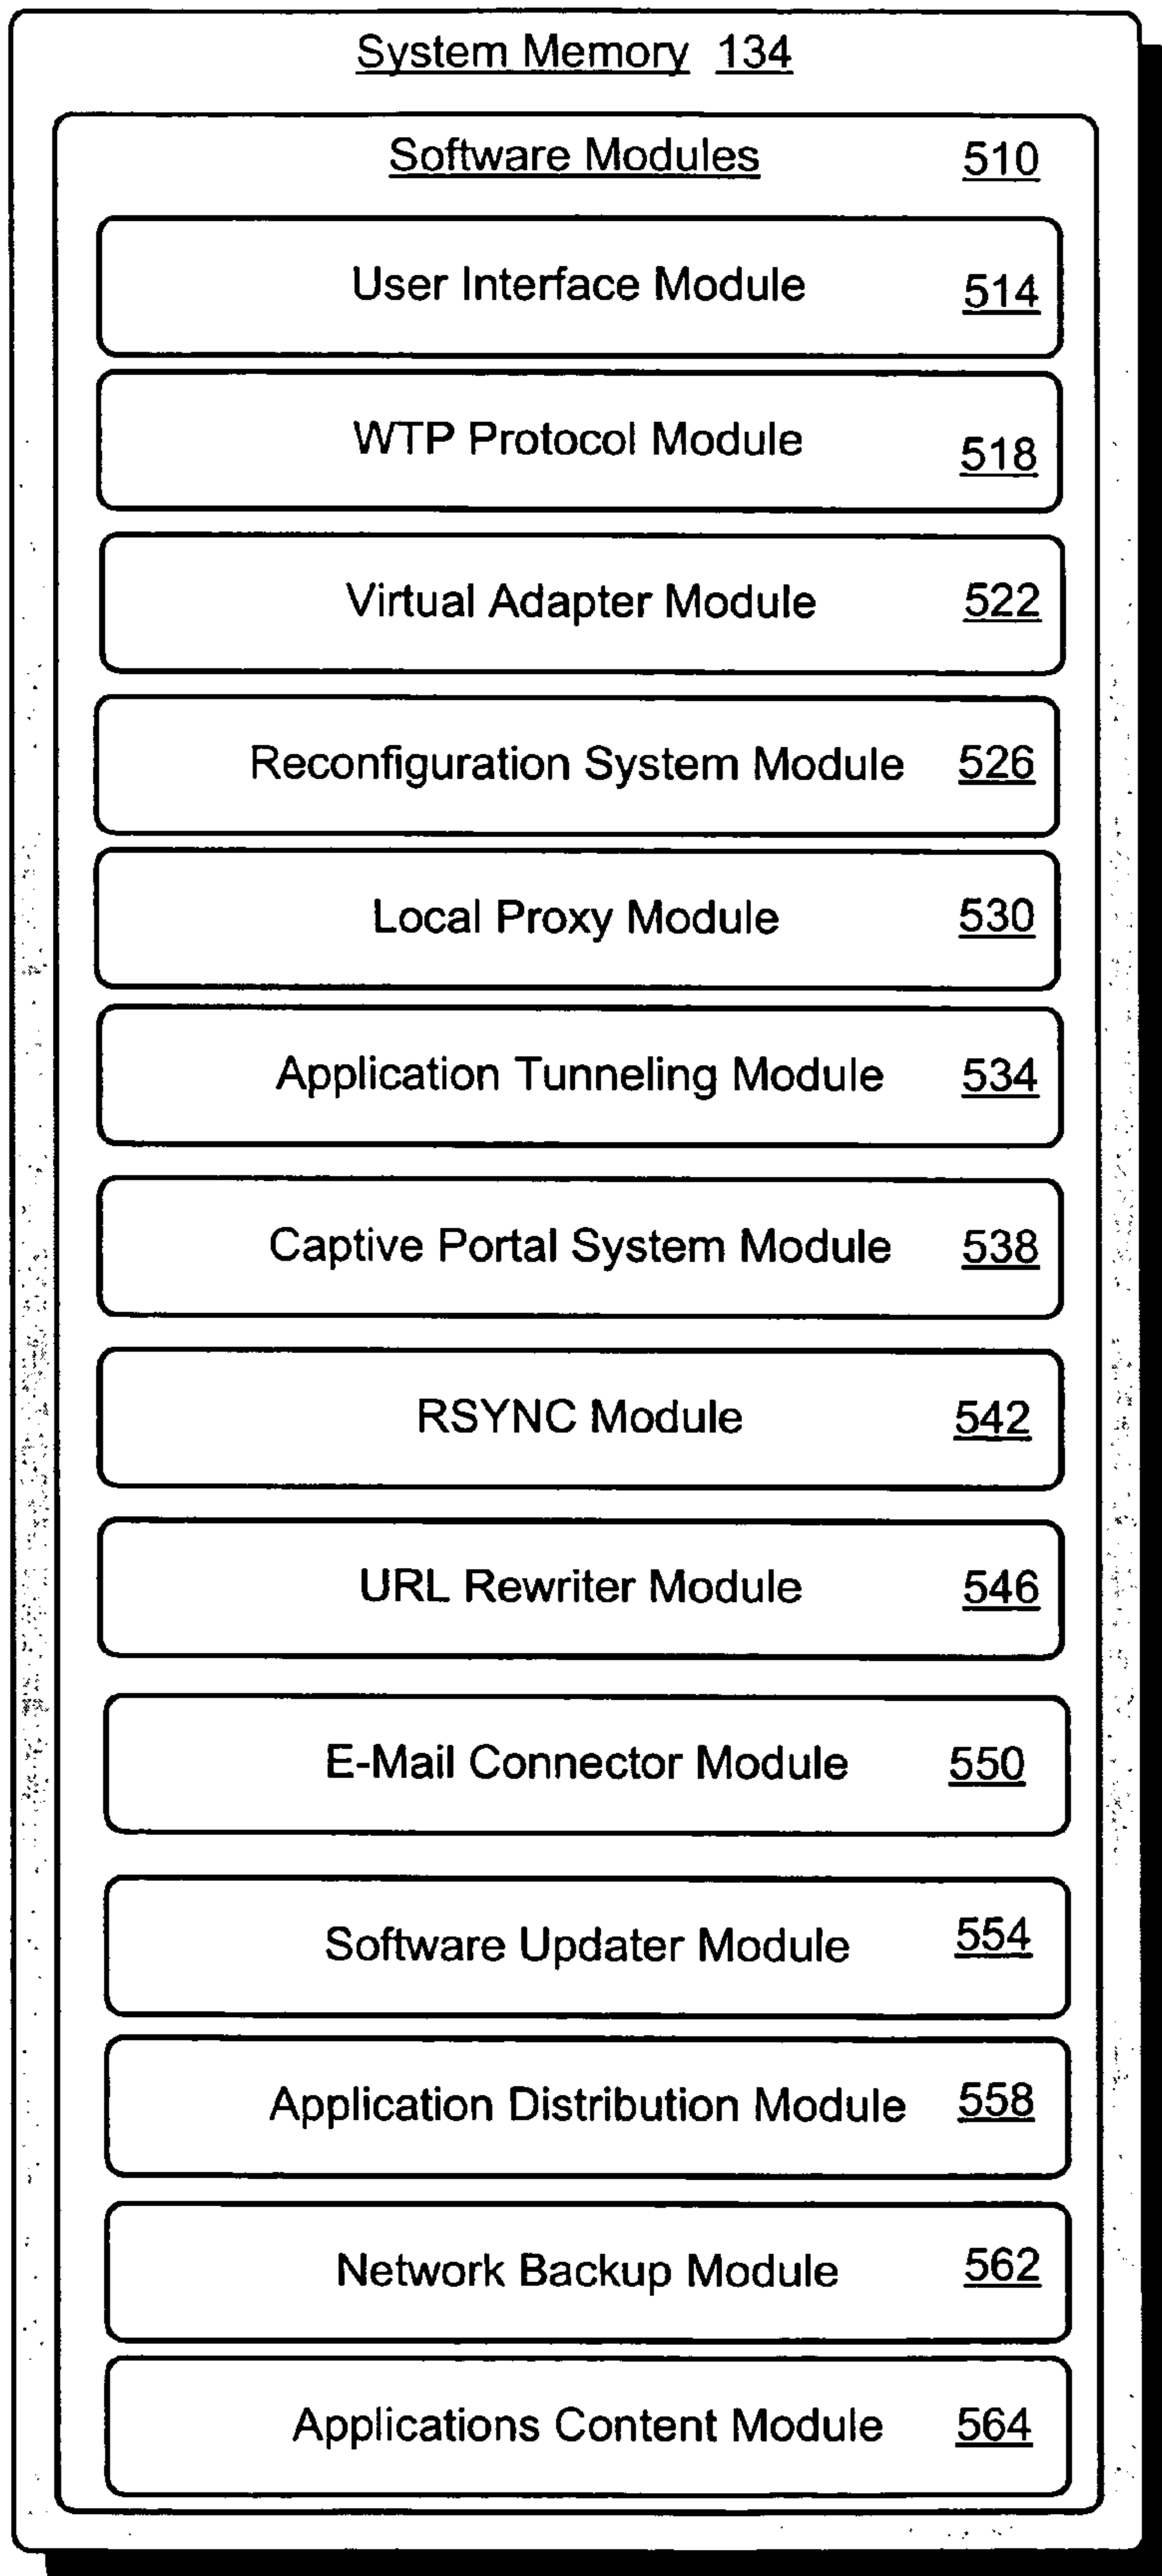 System Memory 134
Software Modules 510
User Interface Module 514
WTP Protocol Module 518
Virtual Adapter Module 522
Reconfiguration System Module 526
Local Proxy Module 530
Application Tunneling Module 534
Captive Portal System Module 538
RSYNC Module 542
URL Rewriter Module 546
E-Mail Connector Module 550
Software Updater Module 554
Application Distribution Module 558
Network Backup Module 562
Applications Content Module 564